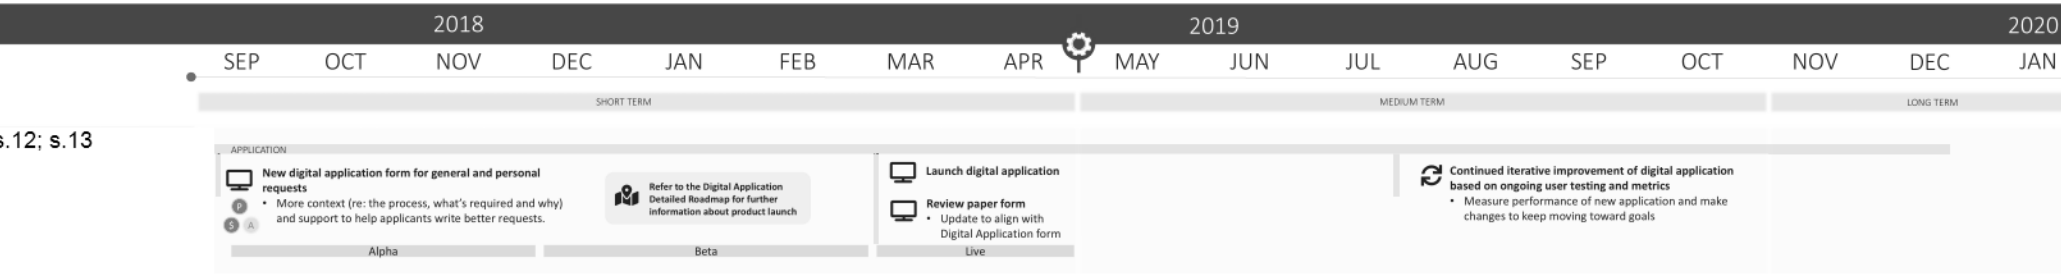 2018 2019 2020
SEP OCT NOV DEC JAN FEB MAR APR MAY JUN JUL AUG SEP OCT NOV DEC JAN
SHORT TERM MEDIUM TERM LONG TERM
s.12; s.13
APPLICATION
New digital application form for general and personal
requests
• More context (re: the process, what's required and why)
and support to help applicants write better requests.
P
S A
Refer to the Digital Application
Detailed Roadmap for further
information about product launch
Launch digital application
Review paper form
• Update to align with
Digital Application form
Continued iterative improvement of digital application
based on ongoing user testing and metrics
• Measure performance of new application and make
changes to keep moving toward goals
Alpha Beta Live